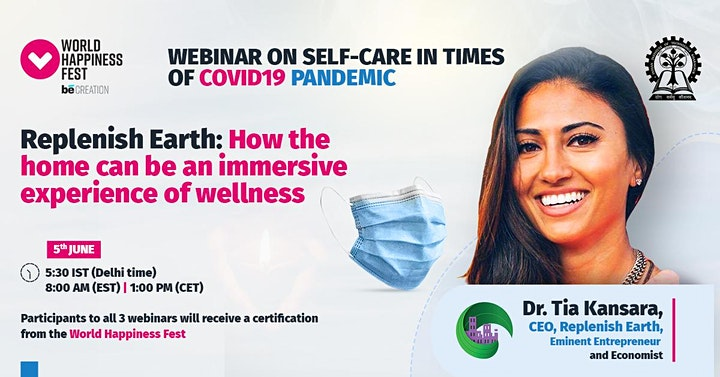 WORLD
HAPPINESS
FEST
be CREATION
WEBINAR ON SELF-CARE IN TIMES
OF COVID19 PANDEMIC
Replenish Earth: How the
home can be an immersive
experience of wellness
5th JUNE
5:30 IST (Delhi time)
8:00 AM (EST) | 1:00 PM (CET)
Participants to all 3 webinars will receive a certification
from the World Happiness Fest
Dr. Tia Kansara,
CEO, Replenish Earth,
Eminent Entrepreneur
and Economist